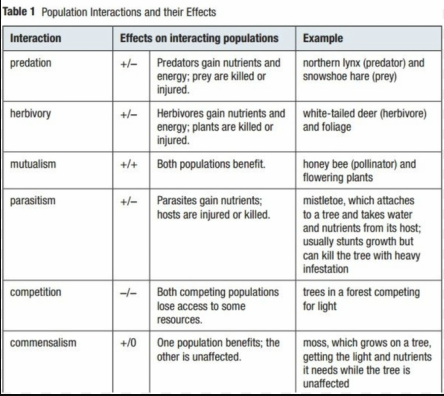 Table 1 Population Interactions and their Effects
Interaction Effects on interacting populations Example
predation +/– Predators gain nutrients and energy; prey are killed or injured. northern lynx (predator) and snowshoe hare (prey)
herbivory +/– Herbivores gain nutrients and energy; plants are killed or injured. white-tailed deer (herbivore) and foliage
mutualism +/+ Both populations benefit. honey bee (pollinator) and flowering plants
parasitism +/– Parasites gain nutrients; hosts are injured or killed. mistletoe, which attaches to a tree and takes water and nutrients from its host; usually stunts growth but can kill the tree with heavy infestation
competition –/– Both competing populations lose access to some resources. trees in a forest competing for light
commensalism +/0 One population benefits; the other is unaffected. moss, which grows on a tree, getting the light and nutrients it needs while the tree is unaffected